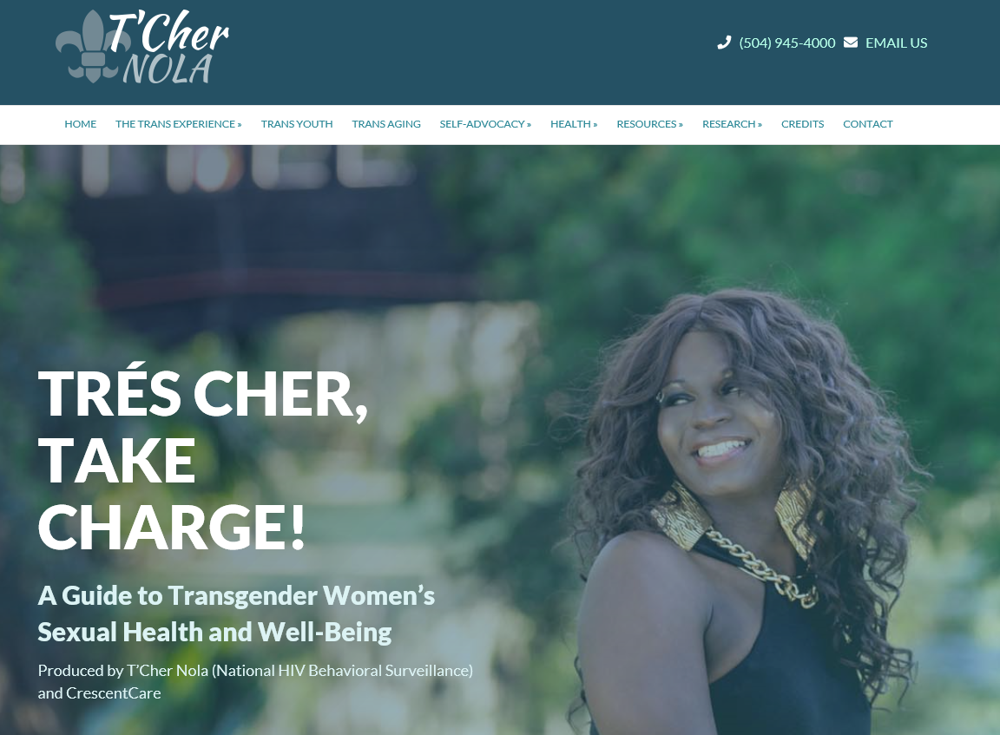 T'Cher
NOLA
(504) 945-4000 EMAIL US
HOME THE TRANS EXPERIENCE » TRANS YOUTH TRANS AGING SELF-ADVOCACY » HEALTH » RESOURCES » RESEARCH » CREDITS CONTACT
TRÉS CHER,
TAKE
CHARGE!
A Guide to Transgender Women’s
Sexual Health and Well-Being
Produced by T’Cher Nola (National HIV Behavioral Surveillance)
and CrescentCare